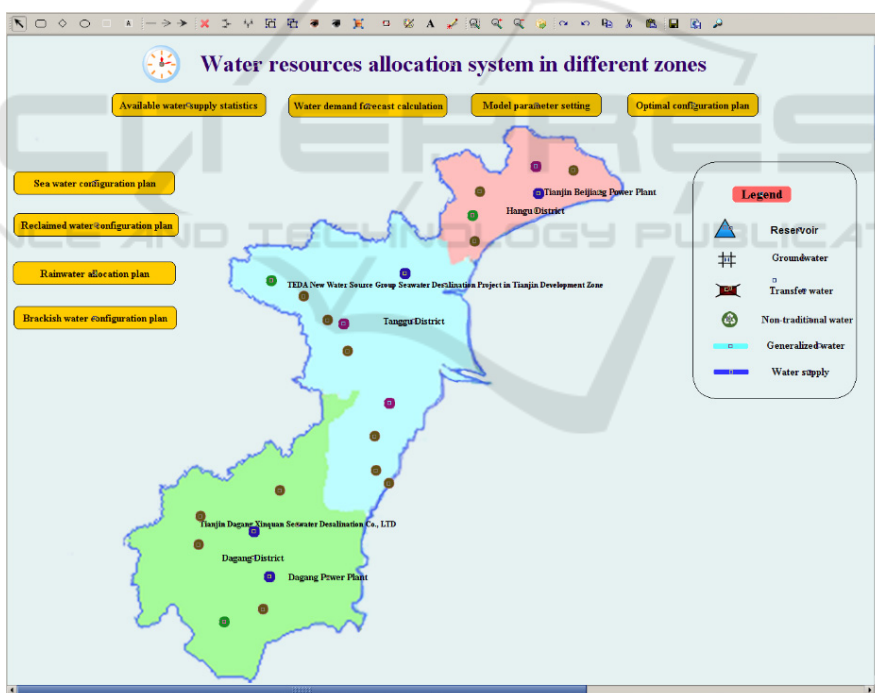 Water resources allocation system in different zones
Available water supply statistics
Water demand forecast calculation
Model parameter setting
Optimal configuration plan
Sea water configuration plan
Reclaimed water configuration plan
Rainwater allocation plan
Brackish water configuration plan
Tianjin Beijiang Power Plant
Hangu District
TEDA New Water Source Group Seawater Desalination Project in Tianjin Development Zone
Tanggu District
Tianjin Dagang Xinquan Seawater Desalination Co., LTD
Dagang District
Dagang Power Plant
Legend
Reservoir
Groundwater
Transfer water
Non-traditional water
Generalized water
Water supply